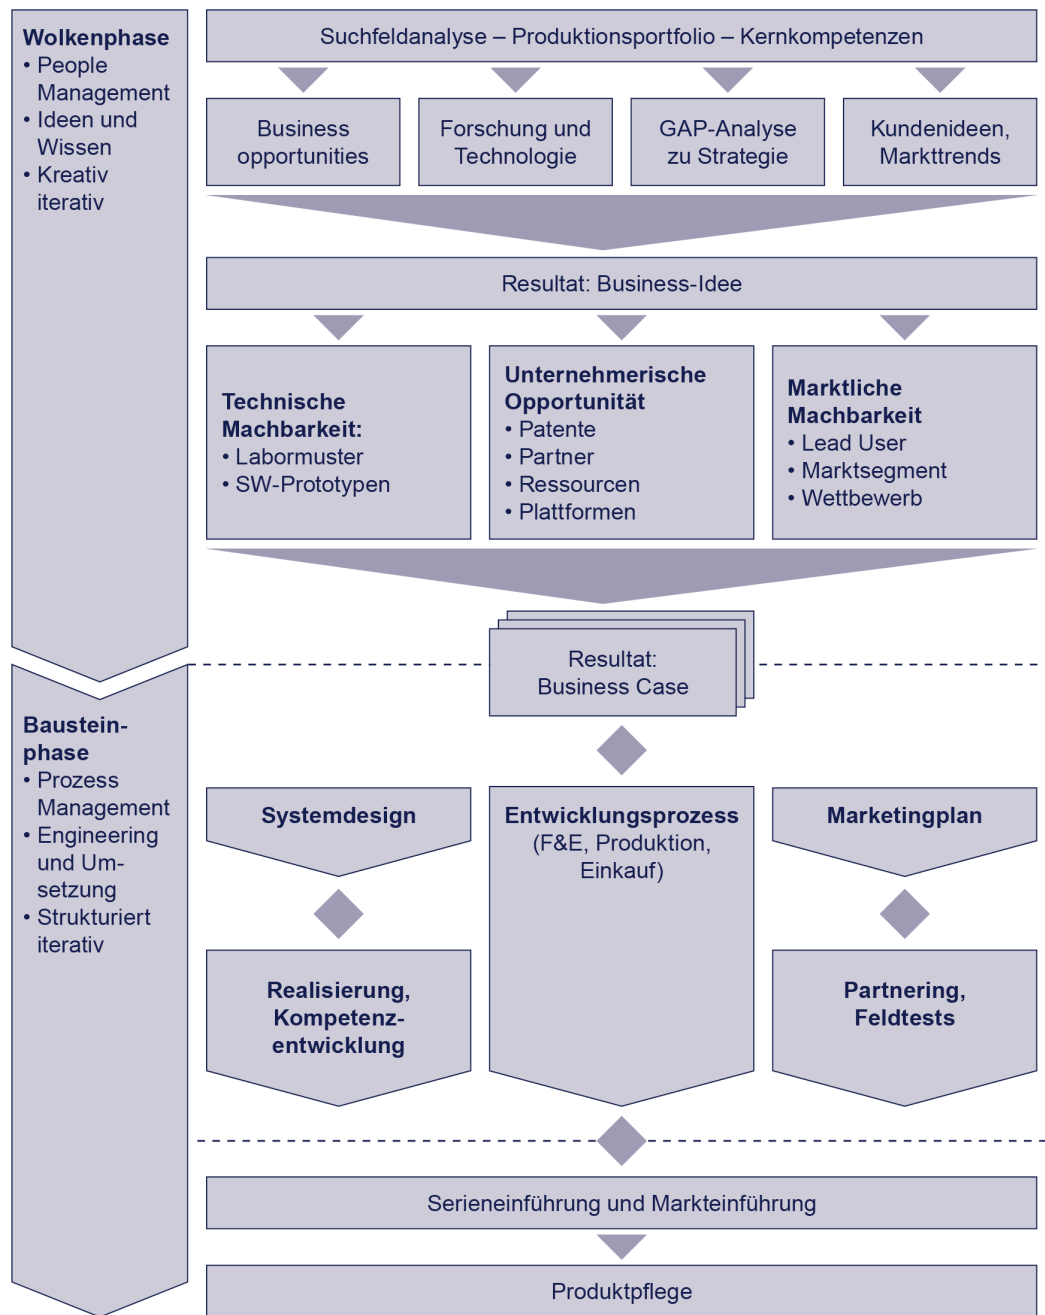 Wolkenphase
• People
Management
• Ideen und
Wissen
• Kreativ
iterativ
Suchfeldanalyse – Produktionsportfolio – Kernkompetenzen
Business
opportunities
Forschung und
Technologie
GAP-Analyse
zu Strategie
Kundenideen,
Markttrends
Resultat: Business-Idee
Technische
Machbarkeit:
• Labormuster
• SW-Prototypen
Unternehmerische
Opportunität
• Patente
• Partner
• Ressourcen
• Plattformen
Marktliche
Machbarkeit
• Lead User
• Marktsegment
• Wettbewerb
Resultat:
Business Case
Baustein-
phase
• Prozess
Management
• Engineering
und Um-
setzung
• Strukturiert
iterativ
Systemdesign
Entwicklungsprozess
(F&E, Produktion,
Einkauf)
Marketingplan
Realisierung,
Kompetenz-
entwicklung
Partnering,
Feldtests
Serieneinführung und Markteinführung
Produktpflege